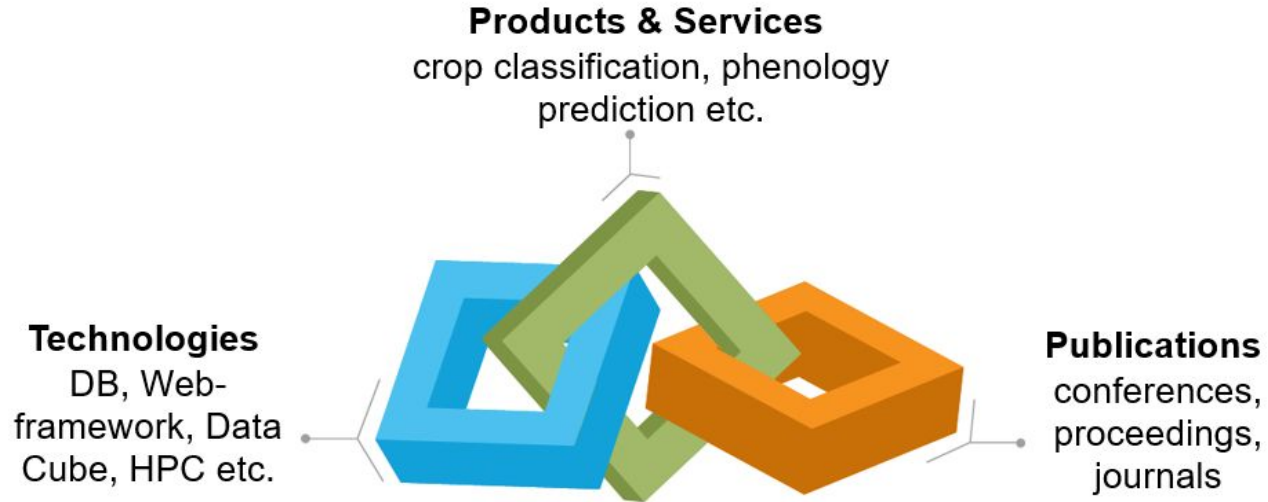 Products & Services
crop classification, phenology
prediction etc.
Technologies
DB, Web-
framework, Data
Cube, HPC etc.
Publications
conferences,
proceedings,
journals